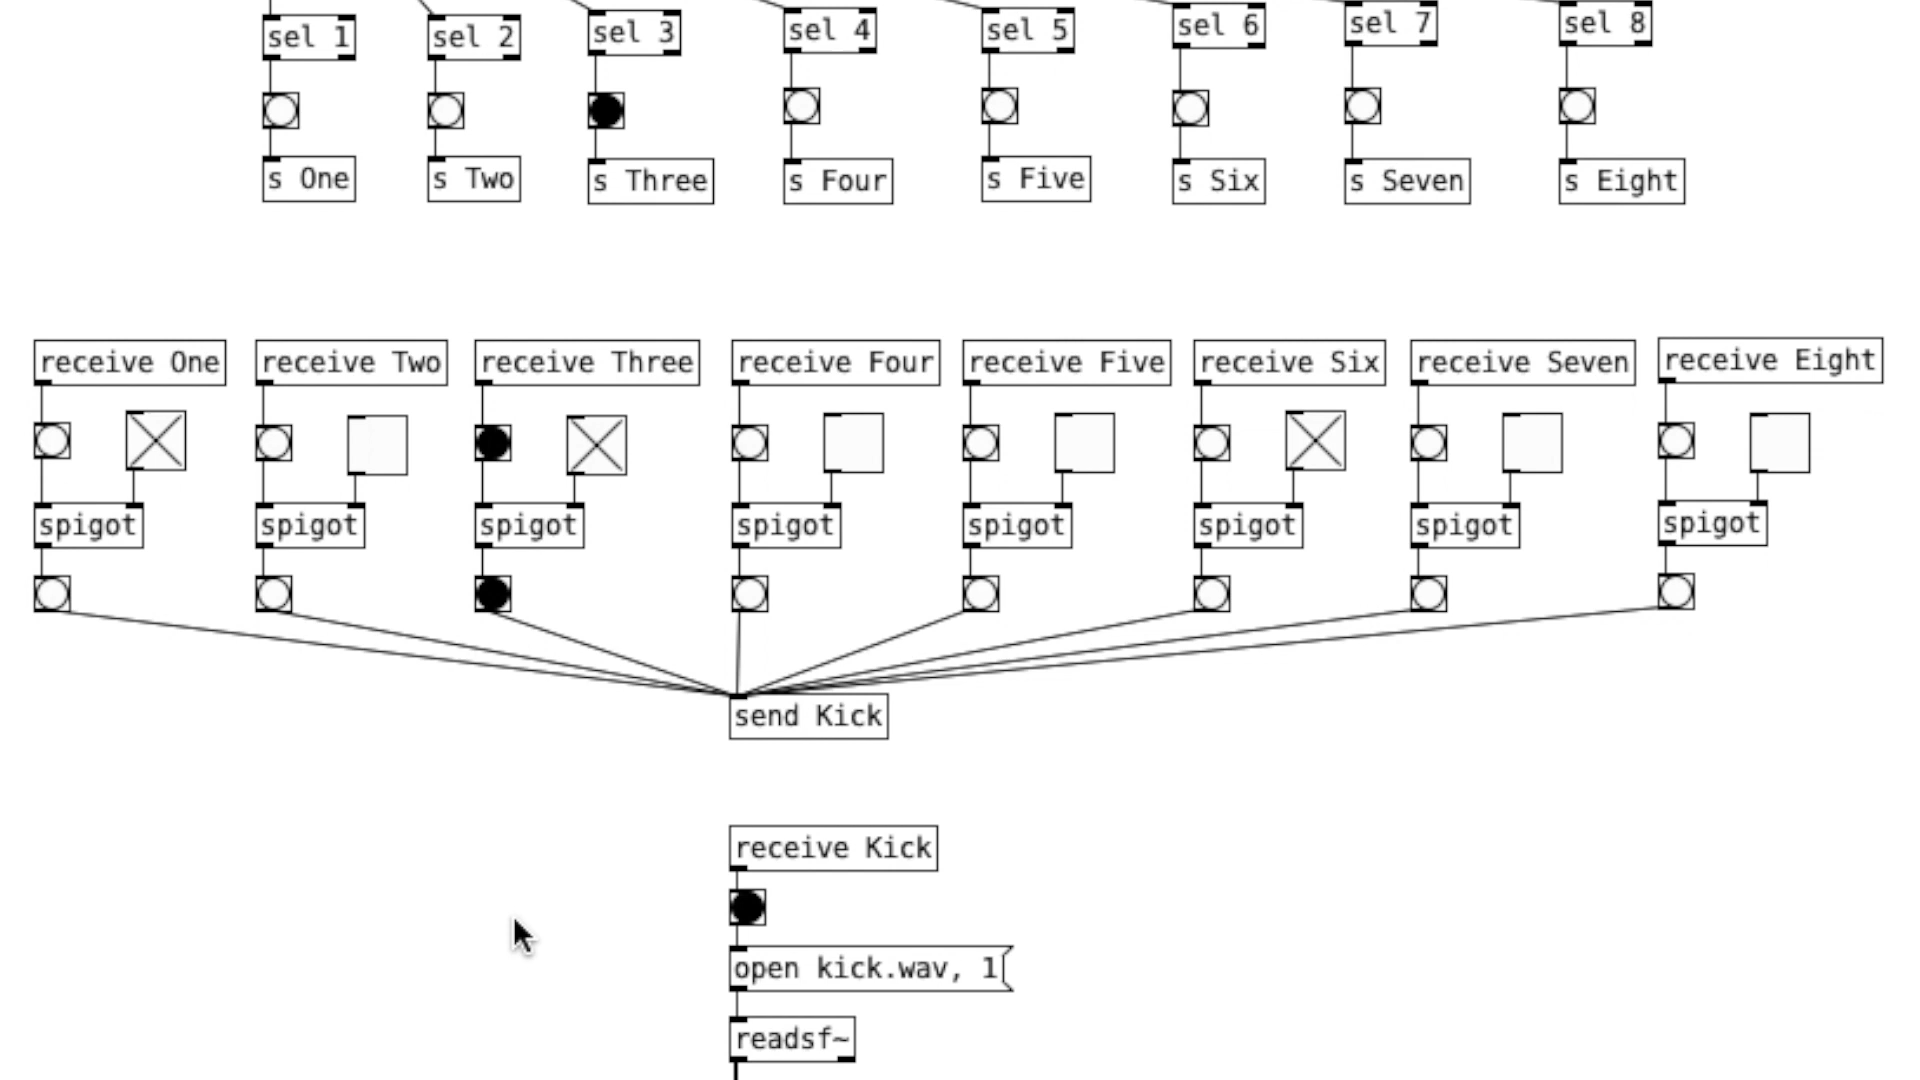 sel 1
sel 2
sel 3
sel 4
sel 5
sel 6
sel 7
sel 8
s One
s Two
s Three
s Four
s Five
s Six
s Seven
s Eight
receive One
receive Two
receive Three
receive Four
receive Five
receive Six
receive Seven
receive Eight
spigot
spigot
spigot
spigot
spigot
spigot
spigot
spigot
send Kick
receive Kick
open kick.wav, 1
readsf~